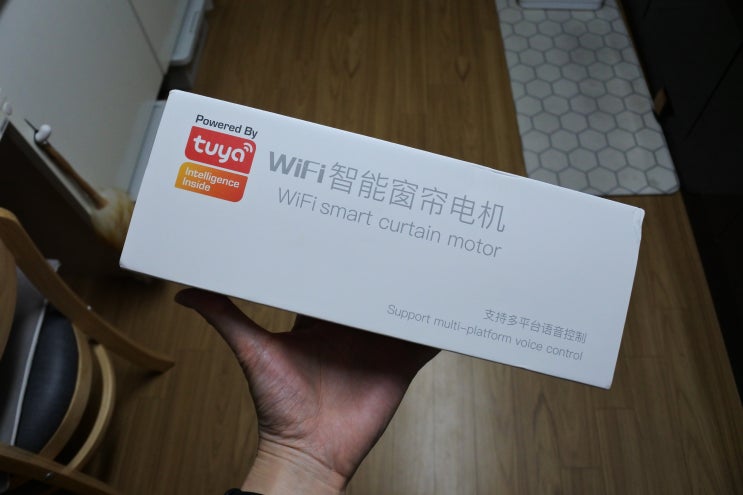 Powered By
tuya
Intelligence
Inside
WiFi智能窗帘电机
WiFi smart curtain motor
支持多平台语音控制
Support multi-platform voice control